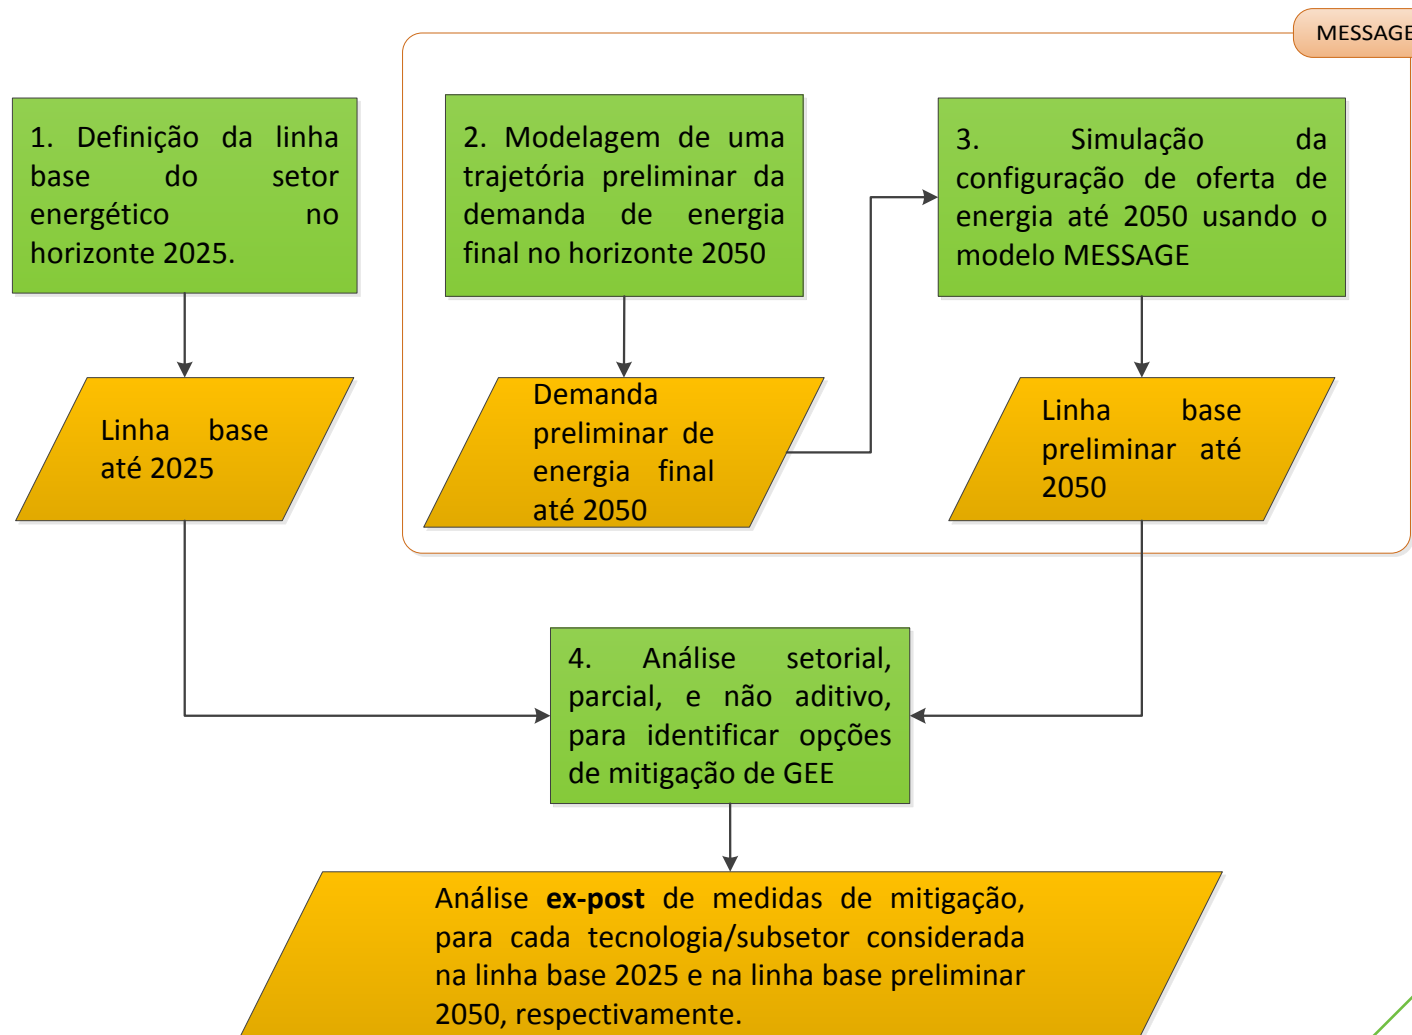 MESSAGE
1. Definição da linha
base do setor
energético no
horizonte 2025.
2. Modelagem de uma
trajetória preliminar da
demanda de energia
final no horizonte 2050
3. Simulação da
configuração de oferta de
energia até 2050 usando o
modelo MESSAGE
Linha base
até 2025
Demanda
preliminar de
energia final
até 2050
Linha base
preliminar até
2050
4. Análise setorial,
parcial, e não aditivo,
para identificar opções
de mitigação de GEE
Análise ex-post de medidas de mitigação,
para cada tecnologia/subsetor considerada
na linha base 2025 e na linha base preliminar
2050, respectivamente.